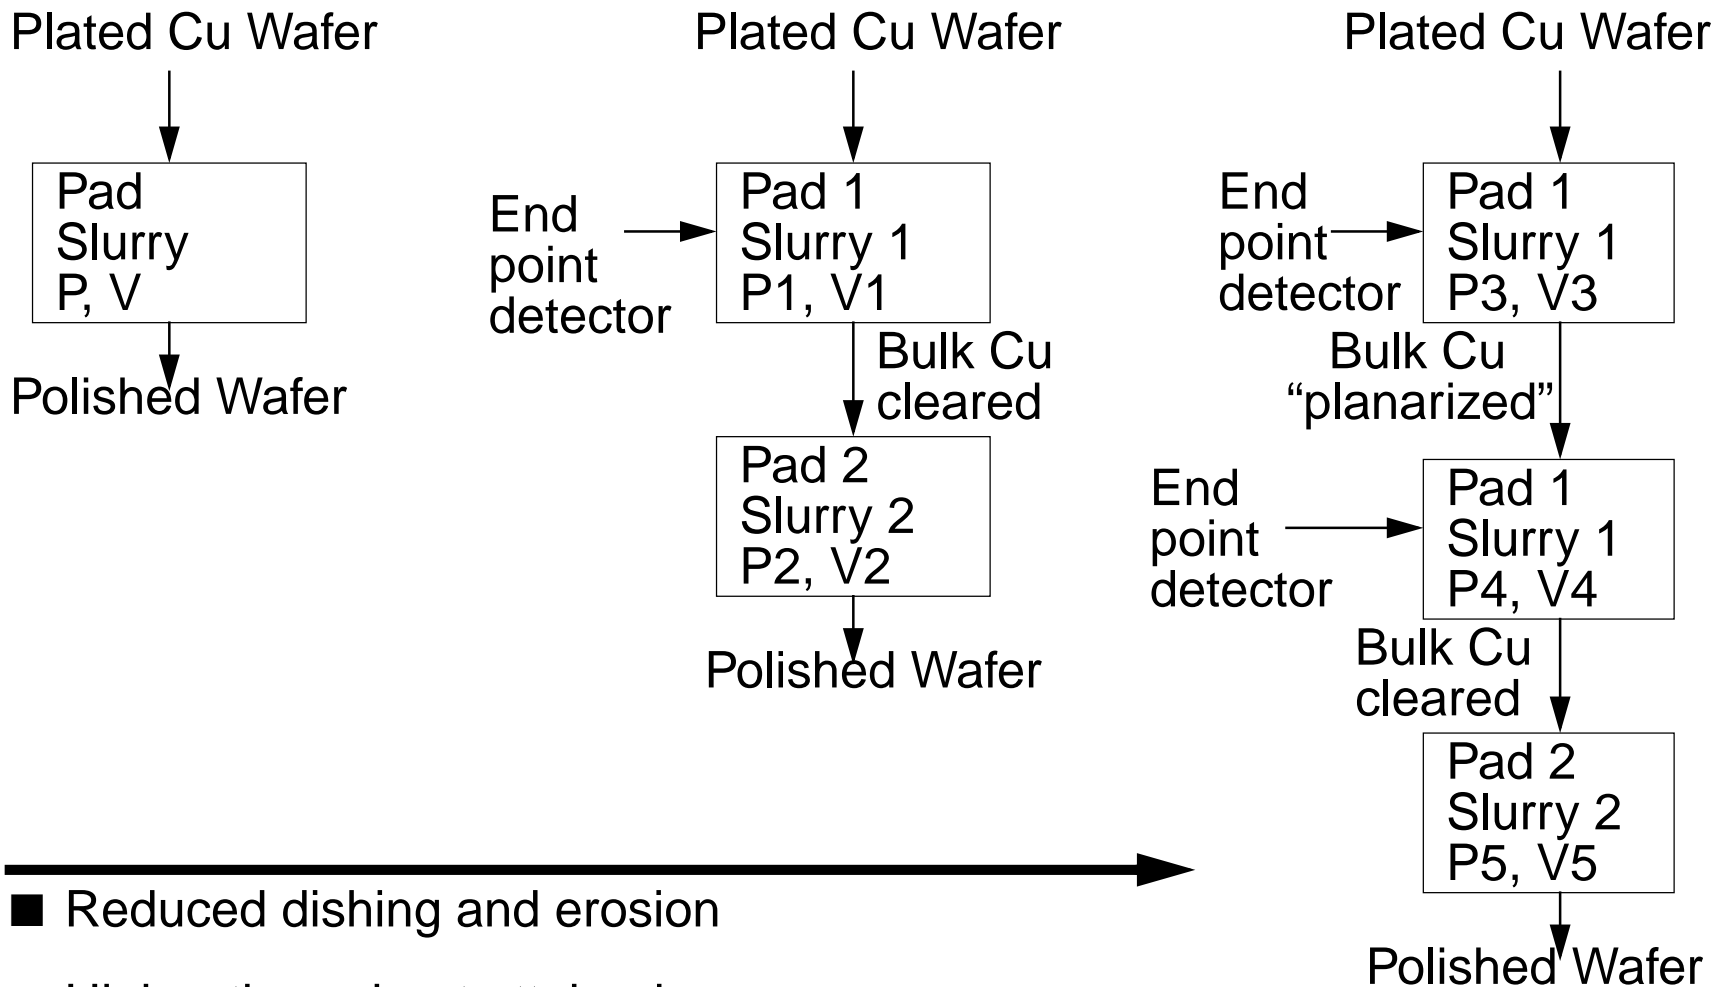 Plated Cu Wafer
Pad
Slurry
P, V
Polished Wafer
Plated Cu Wafer
End
point
detector
Pad 1
Slurry 1
P1, V1
Bulk Cu
cleared
Pad 2
Slurry 2
P2, V2
Polished Wafer
Plated Cu Wafer
End
point
detector
Pad 1
Slurry 1
P3, V3
Bulk Cu
“planarized”
End
point
detector
Pad 1
Slurry 1
P4, V4
Bulk Cu
cleared
Pad 2
Slurry 2
P5, V5
Polished Wafer
■ Reduced dishing and erosion